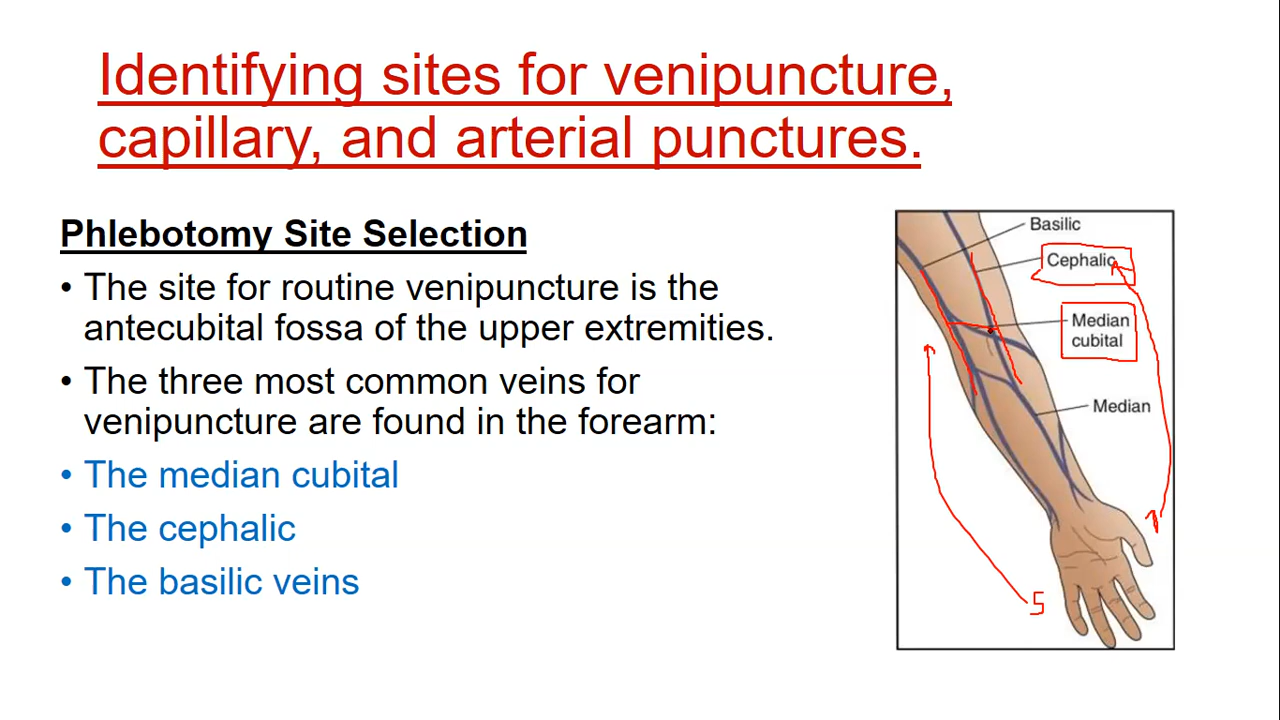 Identifying sites for venipuncture,
capillary, and arterial punctures.
Phlebotomy Site Selection
• The site for routine venipuncture is the
antecubital fossa of the upper extremities.
• The three most common veins for
venipuncture are found in the forearm:
• The median cubital
• The cephalic
• The basilic veins
Basilic
Cephalic
Median
cubital
Median
5